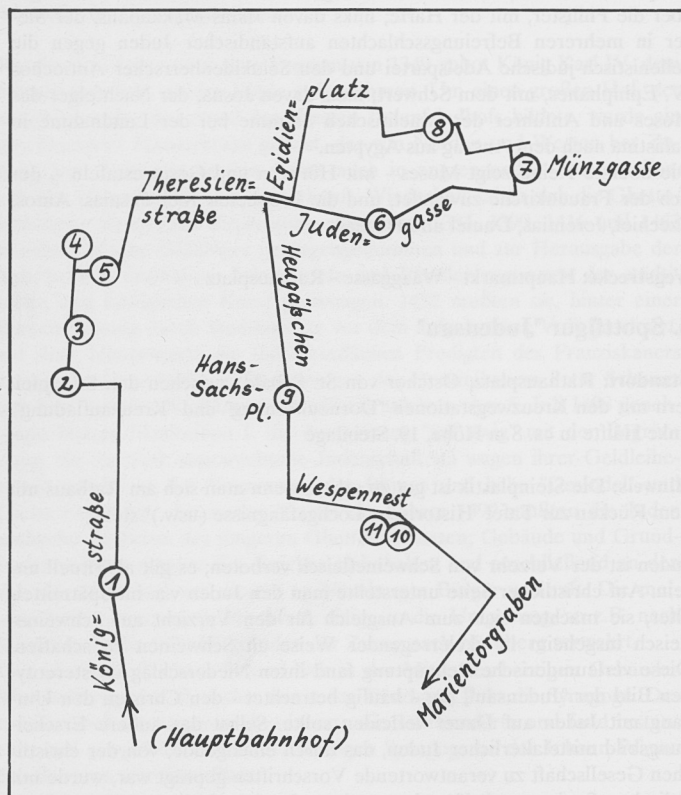 Egidien=
platz
8
7 Münzgasse
Theresien-
straße
Juden=
6
gasse
4
5
3
2
Heugäßchen
Hans-
Sachs-
Pl.
9
Wespennest
11 10
König=
straße
1
Marientorgraben
(Hauptbahnhof)